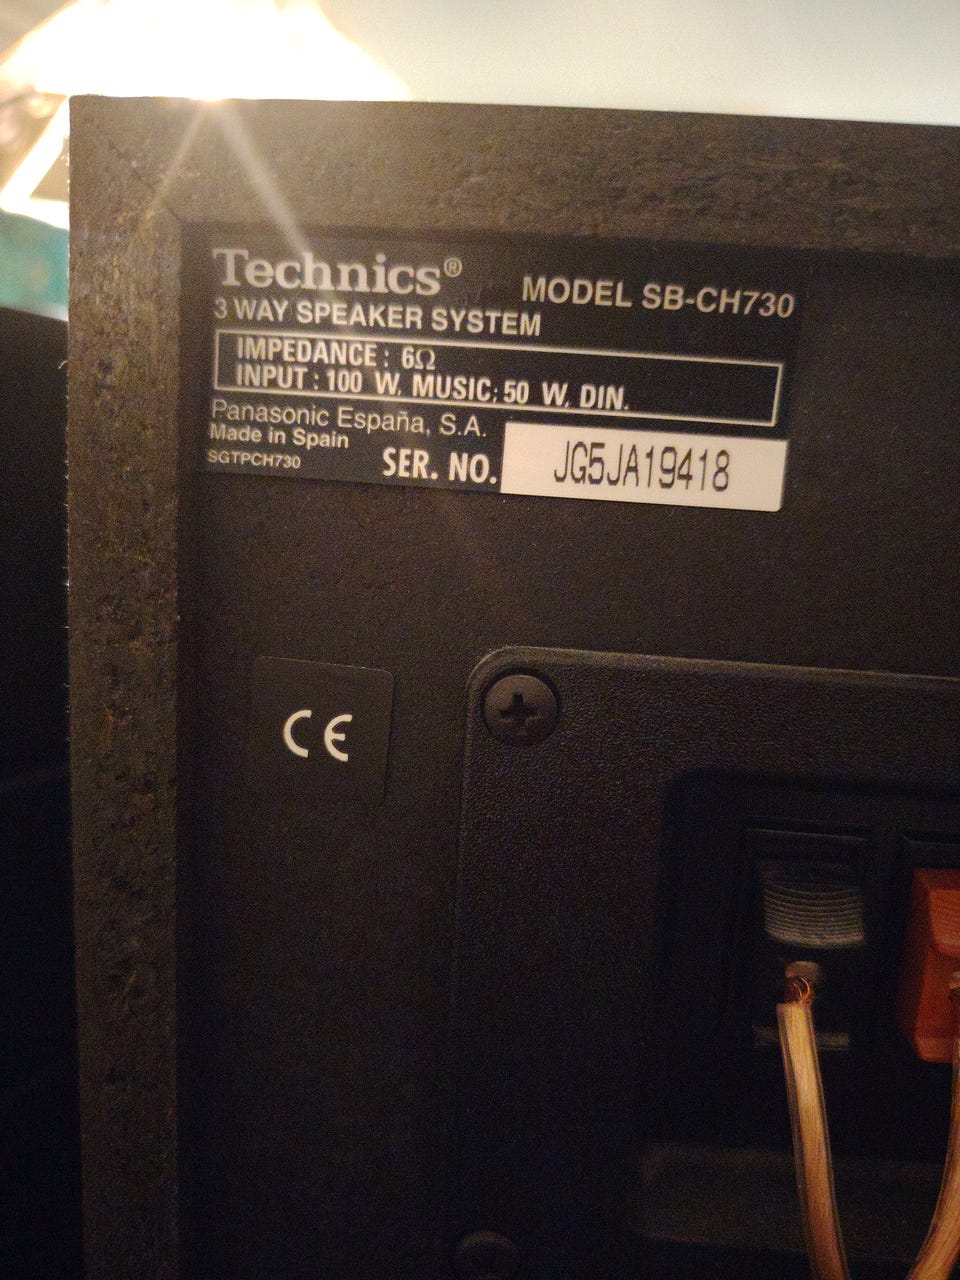 Technics® MODEL SB-CH730
3 WAY SPEAKER SYSTEM
IMPEDANCE : 6Ω
INPUT : 100 W. MUSIC; 50 W. DIN.
Panasonic España, S.A.
Made in Spain
SGTPCH730
SER. NO. JG5JA19418
CE